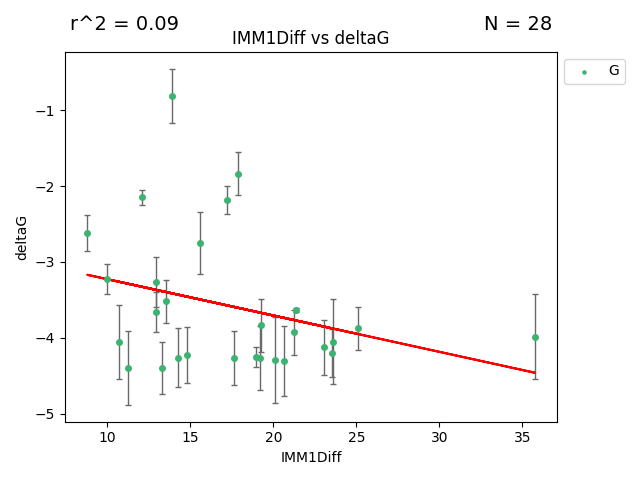 r^2 = 0.09
N = 28
IMM1Diff vs deltaG
G
−1
−2
−3
−4
−5
deltaG
10 15 20 25 30 35
IMM1Diff